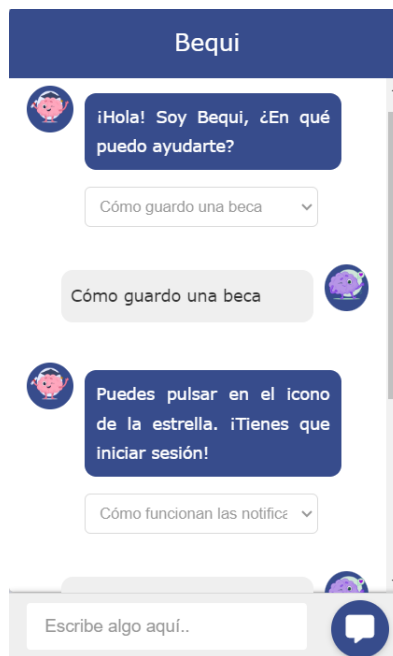 Bequi
¡Hola! Soy Bequi, ¿En qué
puedo ayudarte?
Cómo guardo una beca
Cómo guardo una beca
Puedes pulsar en el icono
de la estrella. ¡Tienes que
iniciar sesión!
Cómo funcionan las notifica
Escribe algo aquí..